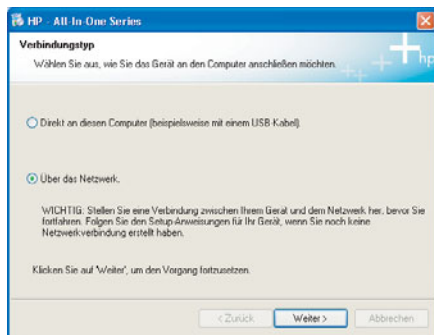 HP - All-In-One Series
Verbindungstyp
Wählen Sie aus, wie Sie das Gerät an den Computer anschließen möchten.
hp
Direkt an diesen Computer (beispielsweise mit einem USB Kabel).
Über das Netzwerk.
WICHTIG: Stellen Sie eine Verbindung zwischen Ihrem Gerät und dem Netzwerk her, bevor Sie
fortfahren. Folgen Sie den Setup-Anweisungen für Ihr Gerät, wenn Sie noch keine
Netzwerkverbindung erstellt haben.
Klicken Sie auf 'Weiter', um den Vorgang fortzusetzen.
< Zurück
Weiter >
Abbrechen